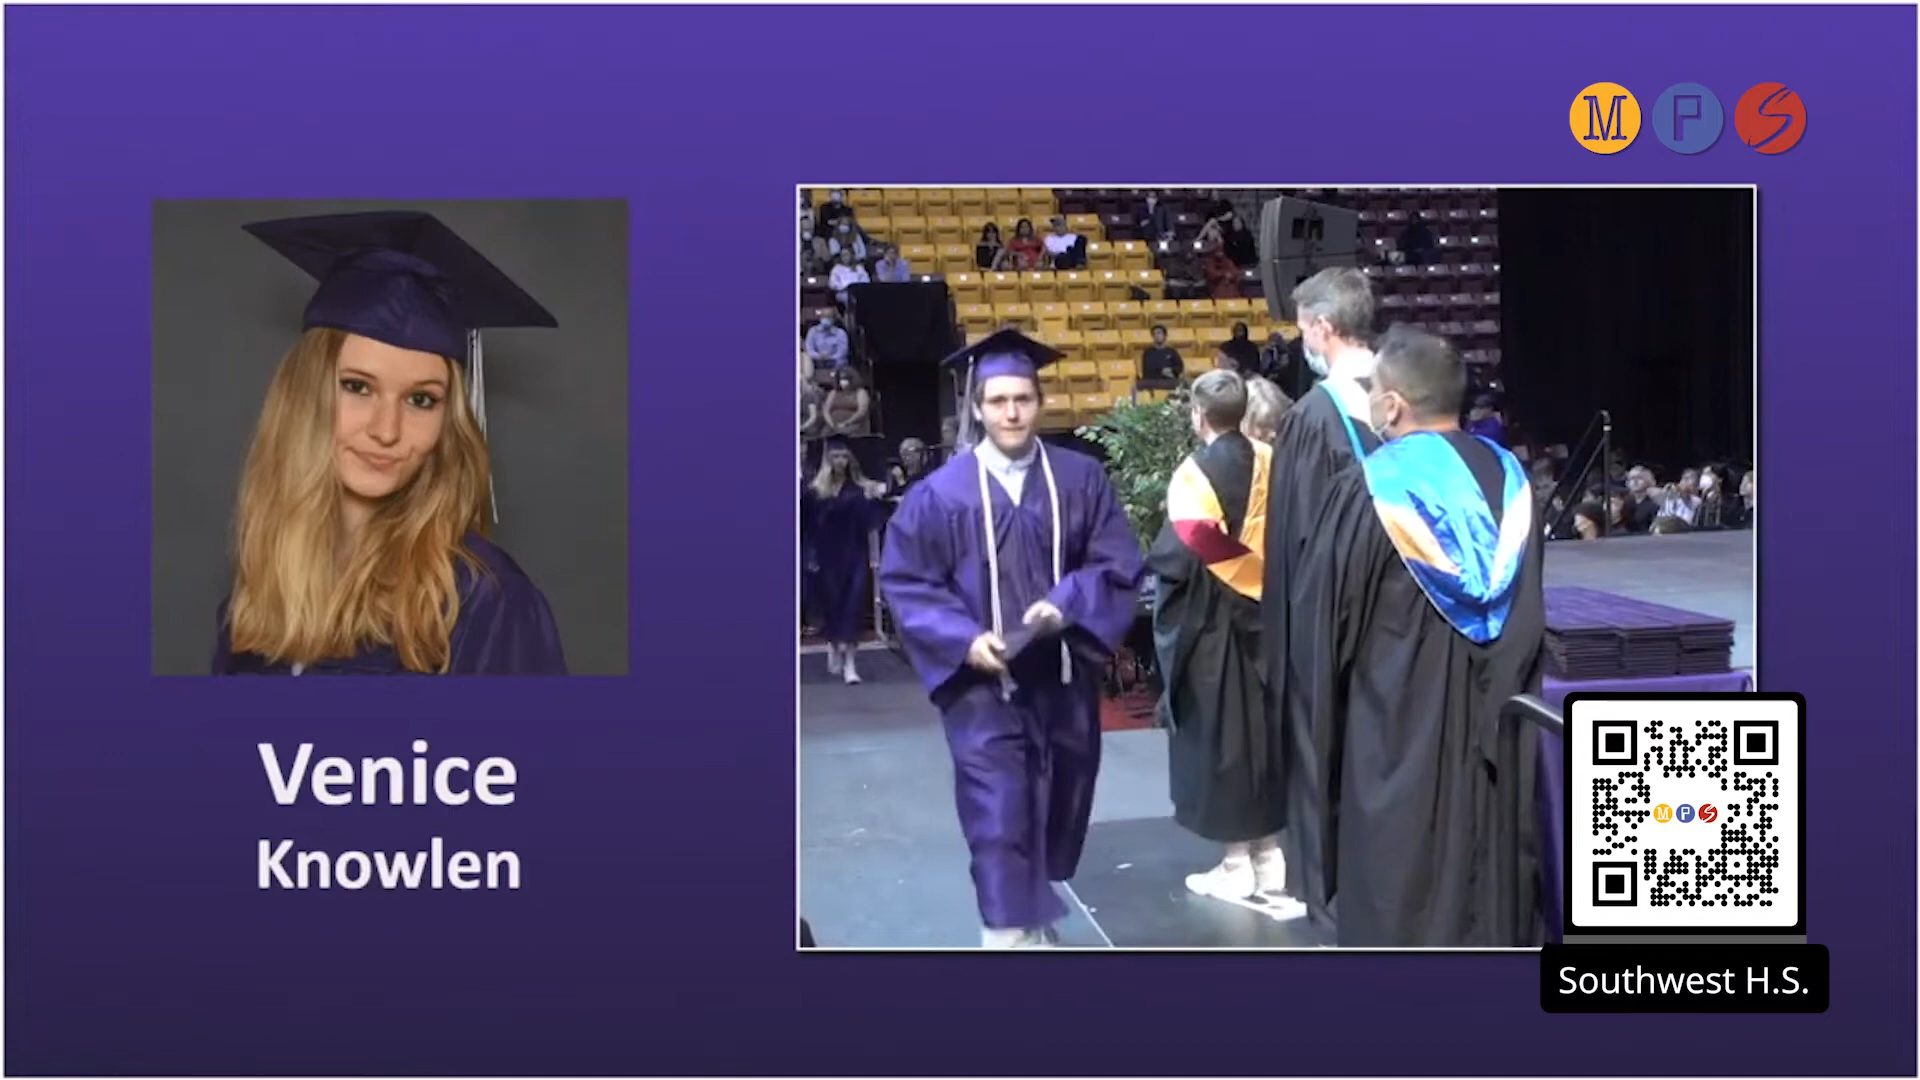 M P S
Venice
Knowlen
M P S
Southwest H.S.